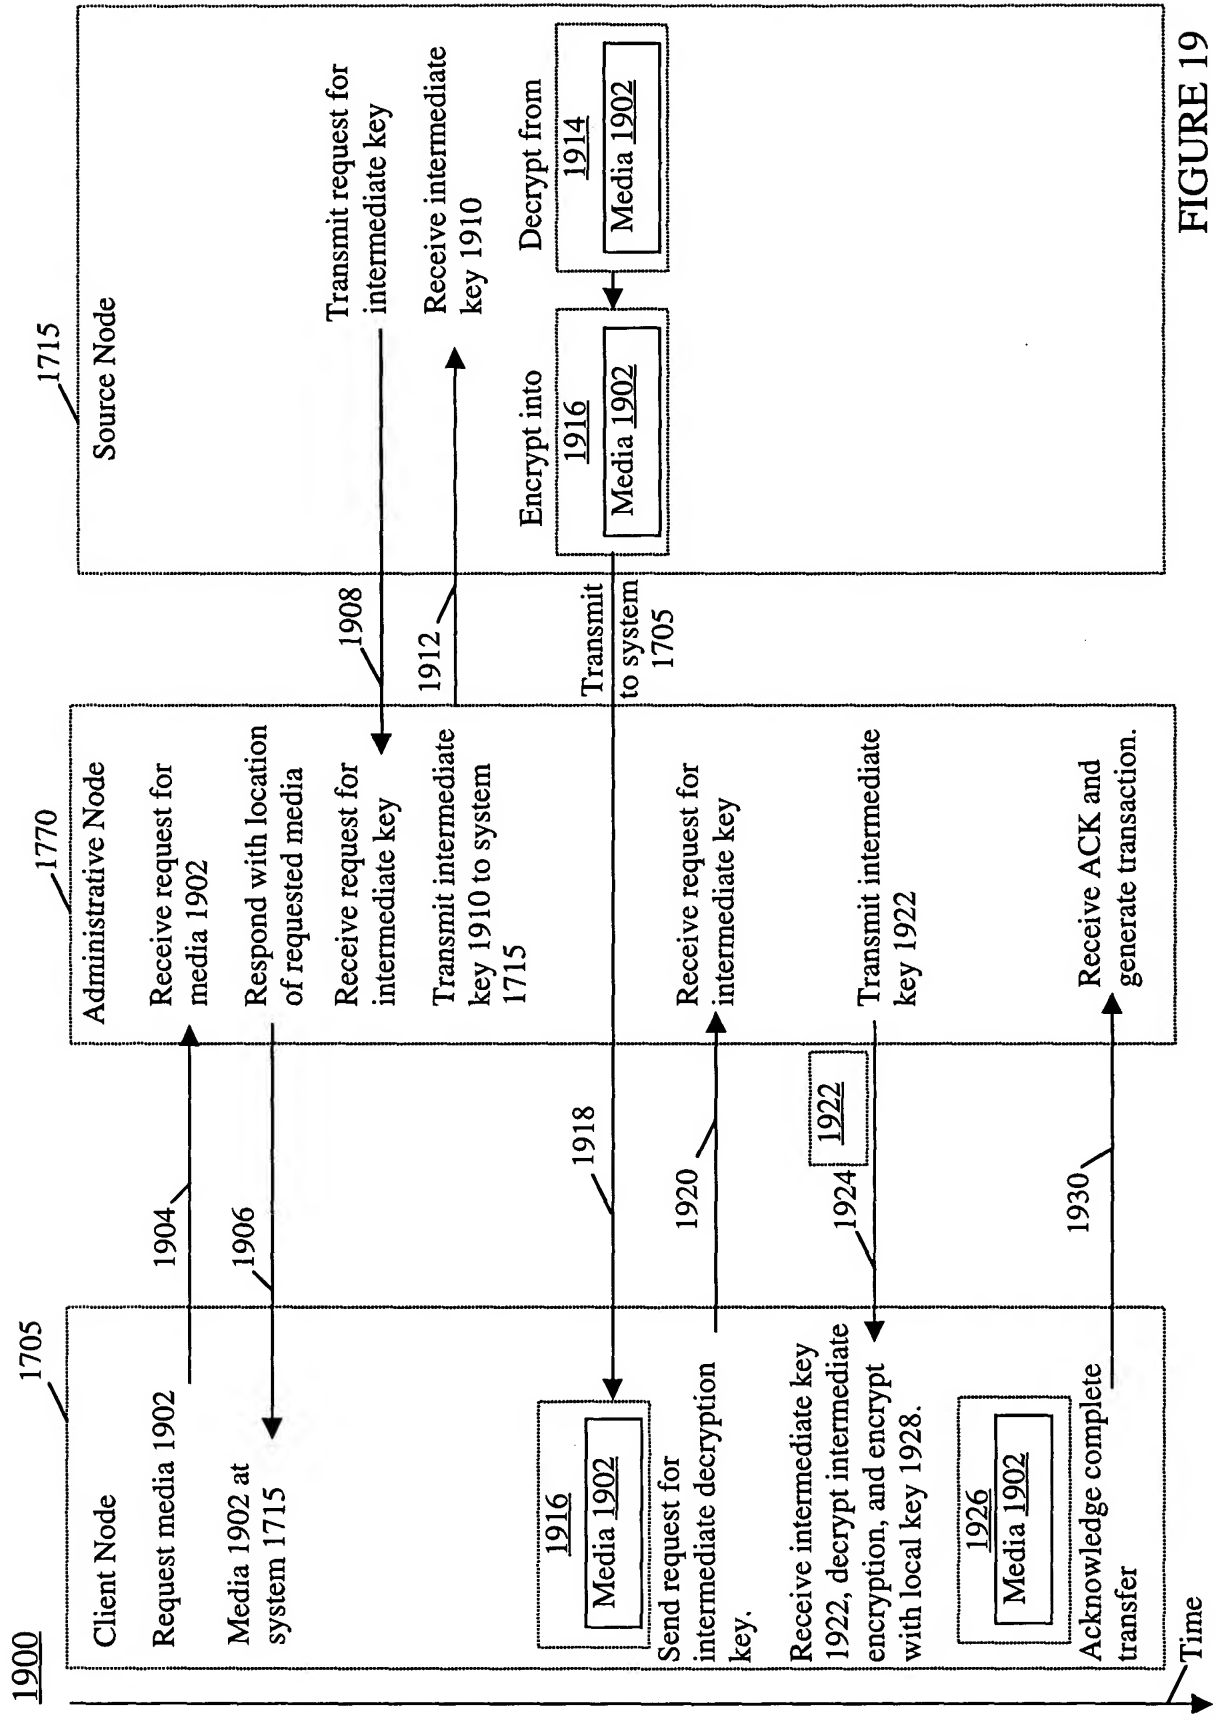 1900
1705
Client Node
Request media 1902
Media 1902 at
system 1715
1916
Media 1902
Send request for
intermediate decryption
key.
Receive intermediate key
1922, decrypt intermediate
encryption, and encrypt
with local key 1928.
1926
Media 1902
Acknowledge complete
transfer
Time
1904
1906
1918
1920
1922
1924
1930
1770
Administrative Node
Receive request for
media 1902
Respond with location
of requested media
Receive request for
intermediate key
Transmit intermediate
key 1910 to system
1715
Receive request for
intermediate key
Transmit intermediate
key 1922
Receive ACK and
generate transaction.
1908
1912
Transmit
to system
1705
1715
Source Node
Transmit request for
intermediate key
Receive intermediate
key 1910
Encrypt into
1916
Media 1902
Decrypt from
1914
Media 1902
FIGURE 19